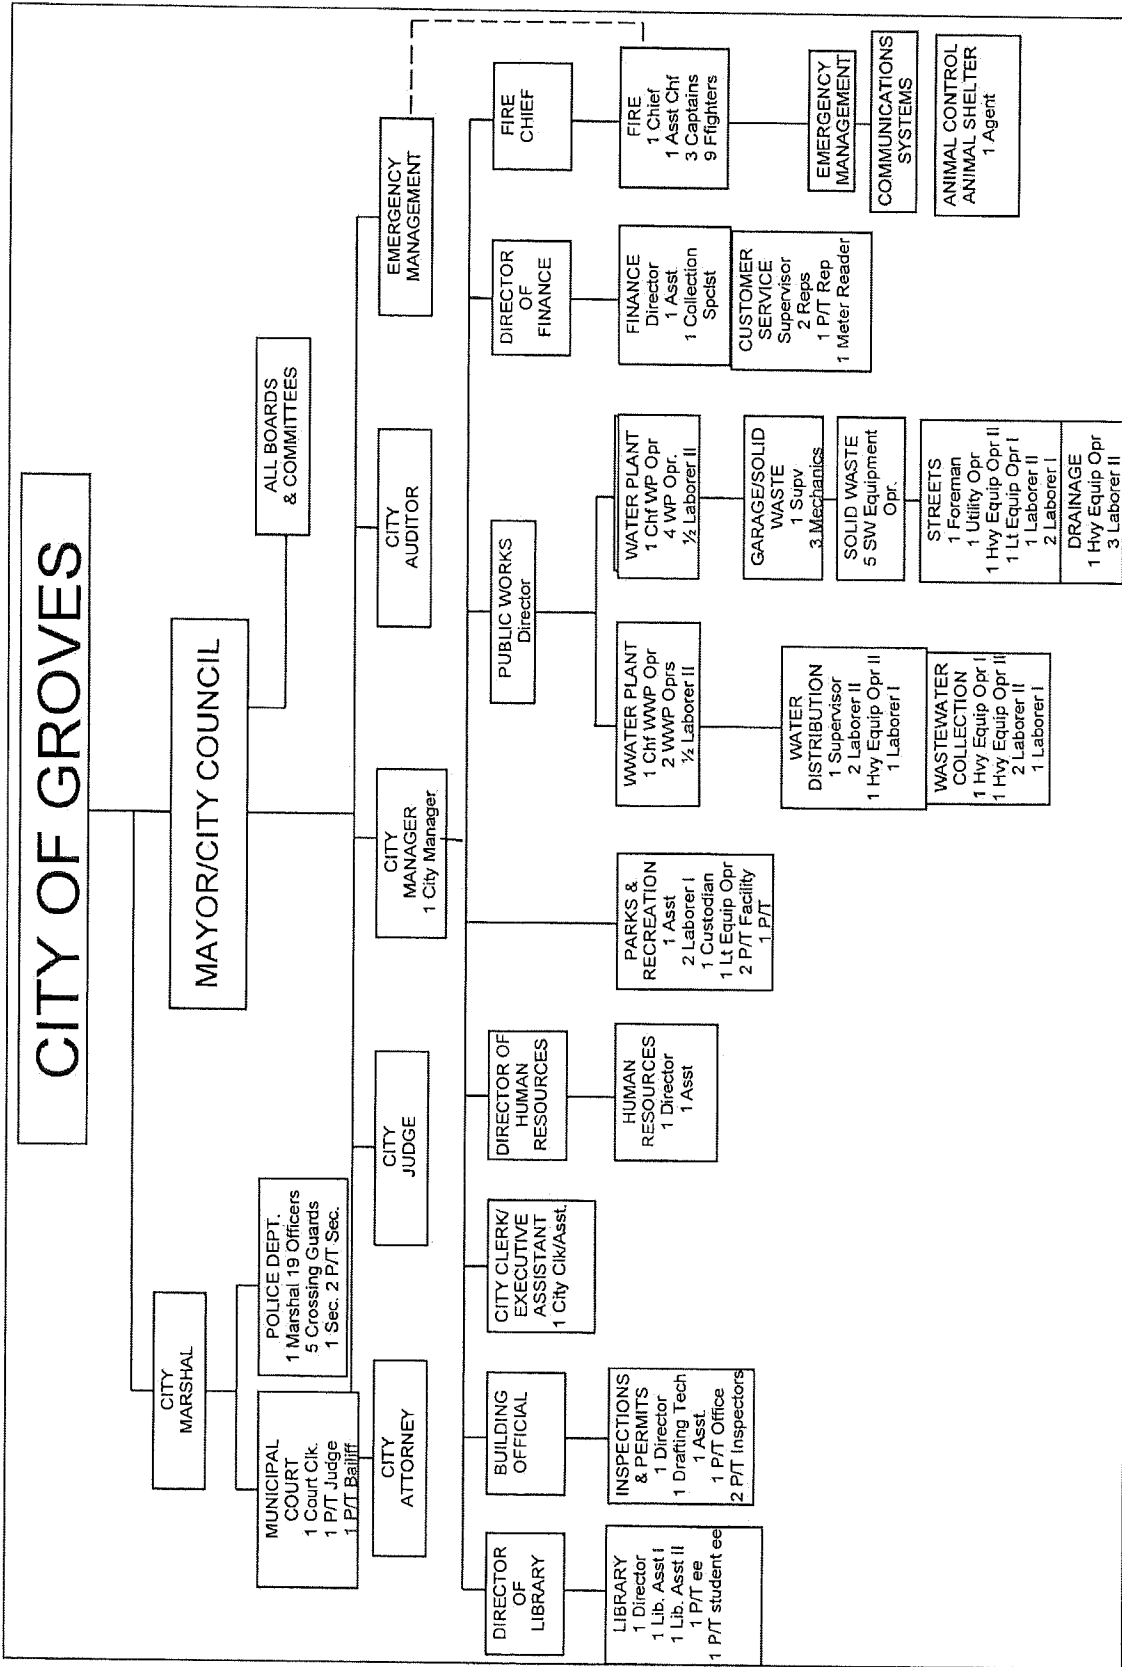 CITY OF GROVES
MAYOR/CITY COUNCIL
ALL BOARDS
& COMMITTEES
CITY
MARSHAL
MUNICIPAL
COURT
1 Court Clk.
1 P/T Judge
1 P/T Bailiff
POLICE DEPT.
1 Marshal 19 Officers
5 Crossing Guards
1 Sec. 2 P/T Sec.
CITY
ATTORNEY
CITY
JUDGE
CITY
MANAGER
1 City Manager
CITY
AUDITOR
EMERGENCY
MANAGEMENT
DIRECTOR
OF
LIBRARY
BUILDING
OFFICIAL
CITY CLERK/
EXECUTIVE
ASSISTANT
1 City Clk/Asst.
DIRECTOR OF
HUMAN
RESOURCES
PUBLIC WORKS
Director
DIRECTOR
OF
FINANCE
FIRE
CHIEF
LIBRARY
1 Director
1 Lib. Asst I
1 Lib. Asst II
1 P/T ee
1 P/T student ee
INSPECTIONS
& PERMITS
1 Director
1 Drafting Tech
1 Asst.
1 P/T Office
2 P/T Inspectors
HUMAN
RESOURCES
1 Director
1 Asst
PARKS &
RECREATION
1 Asst
2 Laborer I
1 Custodian
1 Lt Equip Opr
2 P/T Facility
1 P/T
WWATER PLANT
1 Chf WWP Opr
2 WWP Oprs
½ Laborer II
WATER
DISTRIBUTION
1 Supervisor
2 Laborer II
1 Hvy Equip Opr II
1 Laborer I
WASTEWATER
COLLECTION
1 Hvy Equip Opr I
1 Hvy Equip Opr II
2 Laborer II
1 Laborer I
WATER PLANT
1 Chf WP Opr
4 WP Opr.
½ Laborer II
GARAGE/SOLID
WASTE
1 Supv
3 Mechanics
SOLID WASTE
5 SW Equipment
Opr.
STREETS
1 Foreman
1 Utility Opr
1 Hvy Equip Opr II
1 Lt Equip Opr I
1 Laborer II
2 Laborer I
DRAINAGE
1 Hvy Equip Opr
3 Laborer II
FINANCE
Director
1 Asst
1 Collection
Spclst
CUSTOMER
SERVICE
Supervisor
2 Reps
1 P/T Rep
1 Meter Reader
FIRE
1 Chief
1 Asst Chf
3 Captains
9 Ffighters
EMERGENCY
MANAGEMENT
COMMUNICATIONS
SYSTEMS
ANIMAL CONTROL
ANIMAL SHELTER
1 Agent